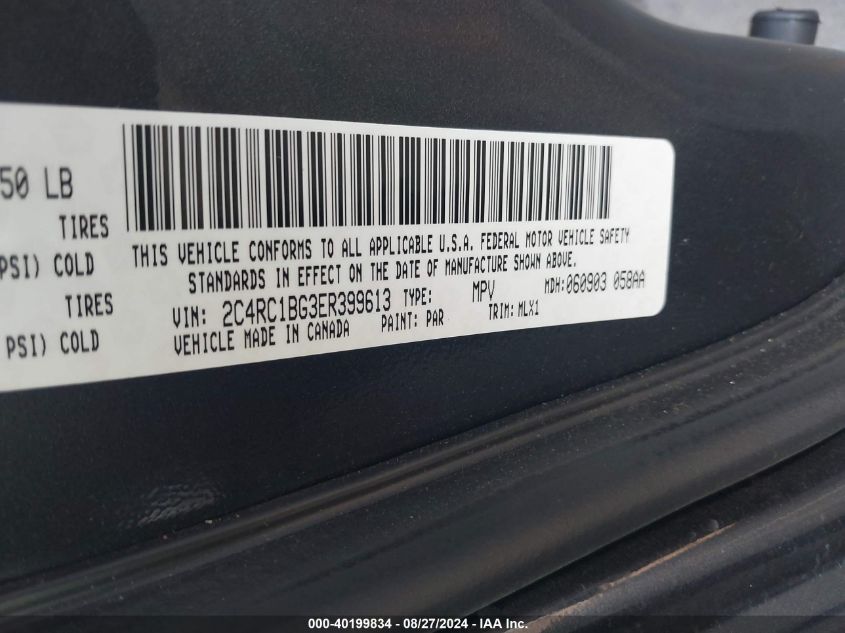 50 LB
TIRES
PSI) COLD
TIRES
PSI) COLD
THIS VEHICLE CONFORMS TO ALL APPLICABLE U.S.A. FEDERAL MOTOR VEHICLE SAFETY
STANDARDS IN EFFECT ON THE DATE OF MANUFACTURE SHOWN ABOVE.
VIN: 2C4RC1BG3ER399613 TYPE: MPV MDH:060903 058AA
VEHICLE MADE IN CANADA PAINT: PAR TRIM: MLX1
000-40199834 - 08/27/2024 - IAA Inc.